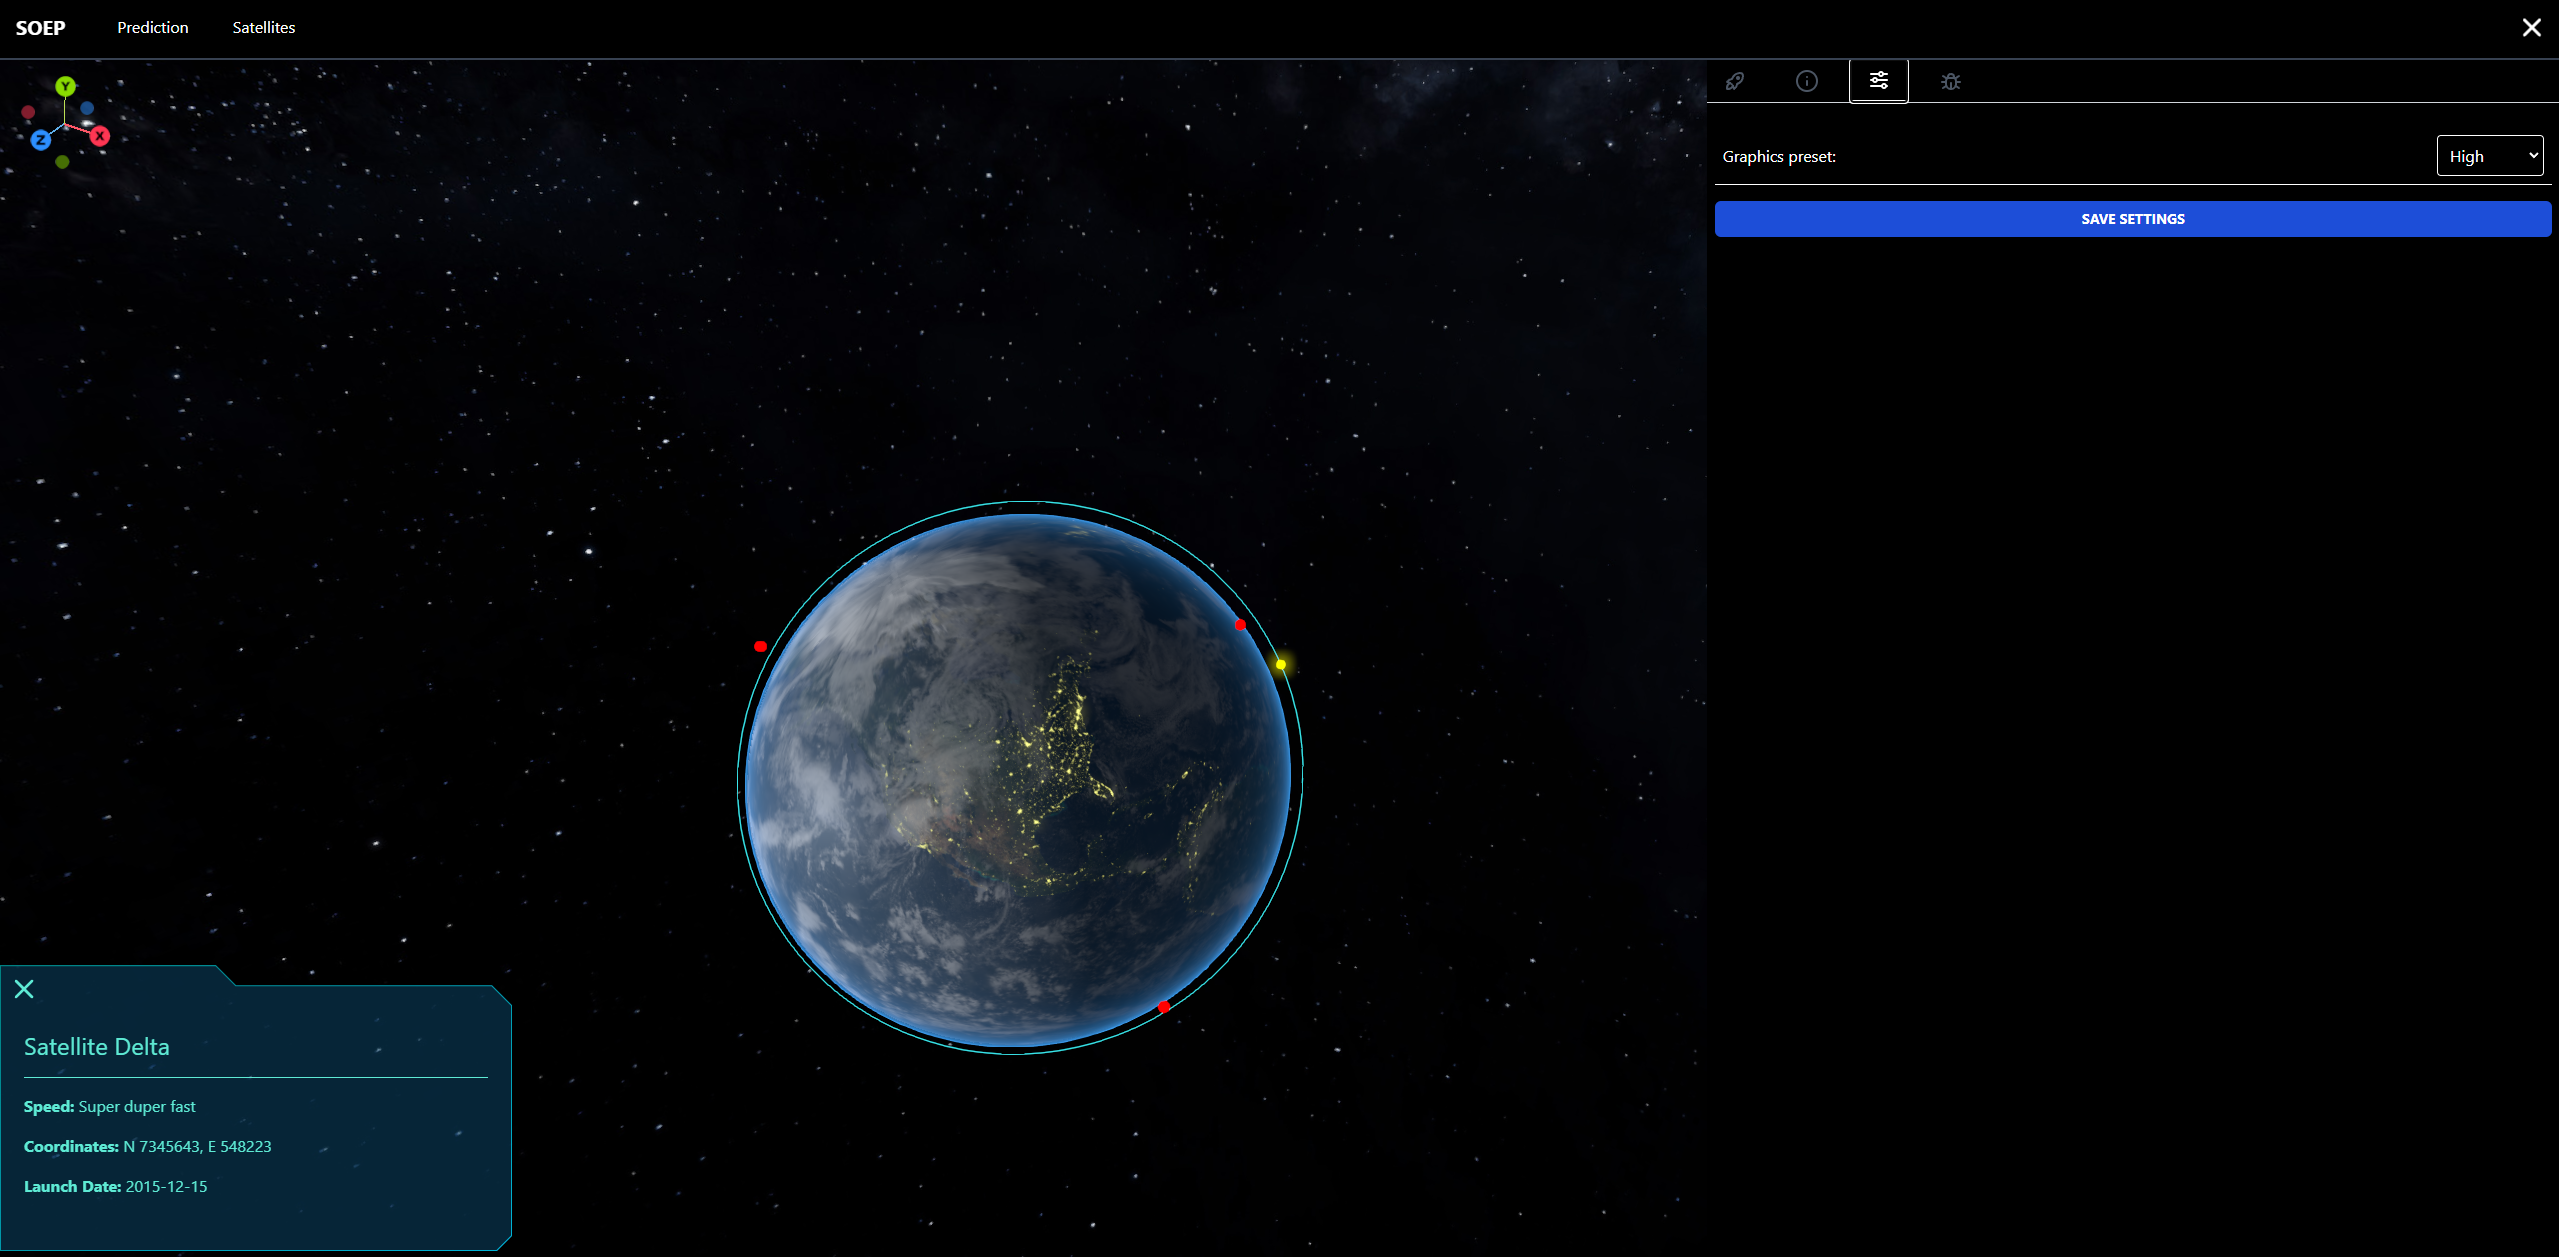 SOEP Prediction Satellites
Y
X
Z
Graphics preset: High
SAVE SETTINGS
Satellite Delta
Speed: Super duper fast
Coordinates: N 7345643, E 548223
Launch Date: 2015-12-15